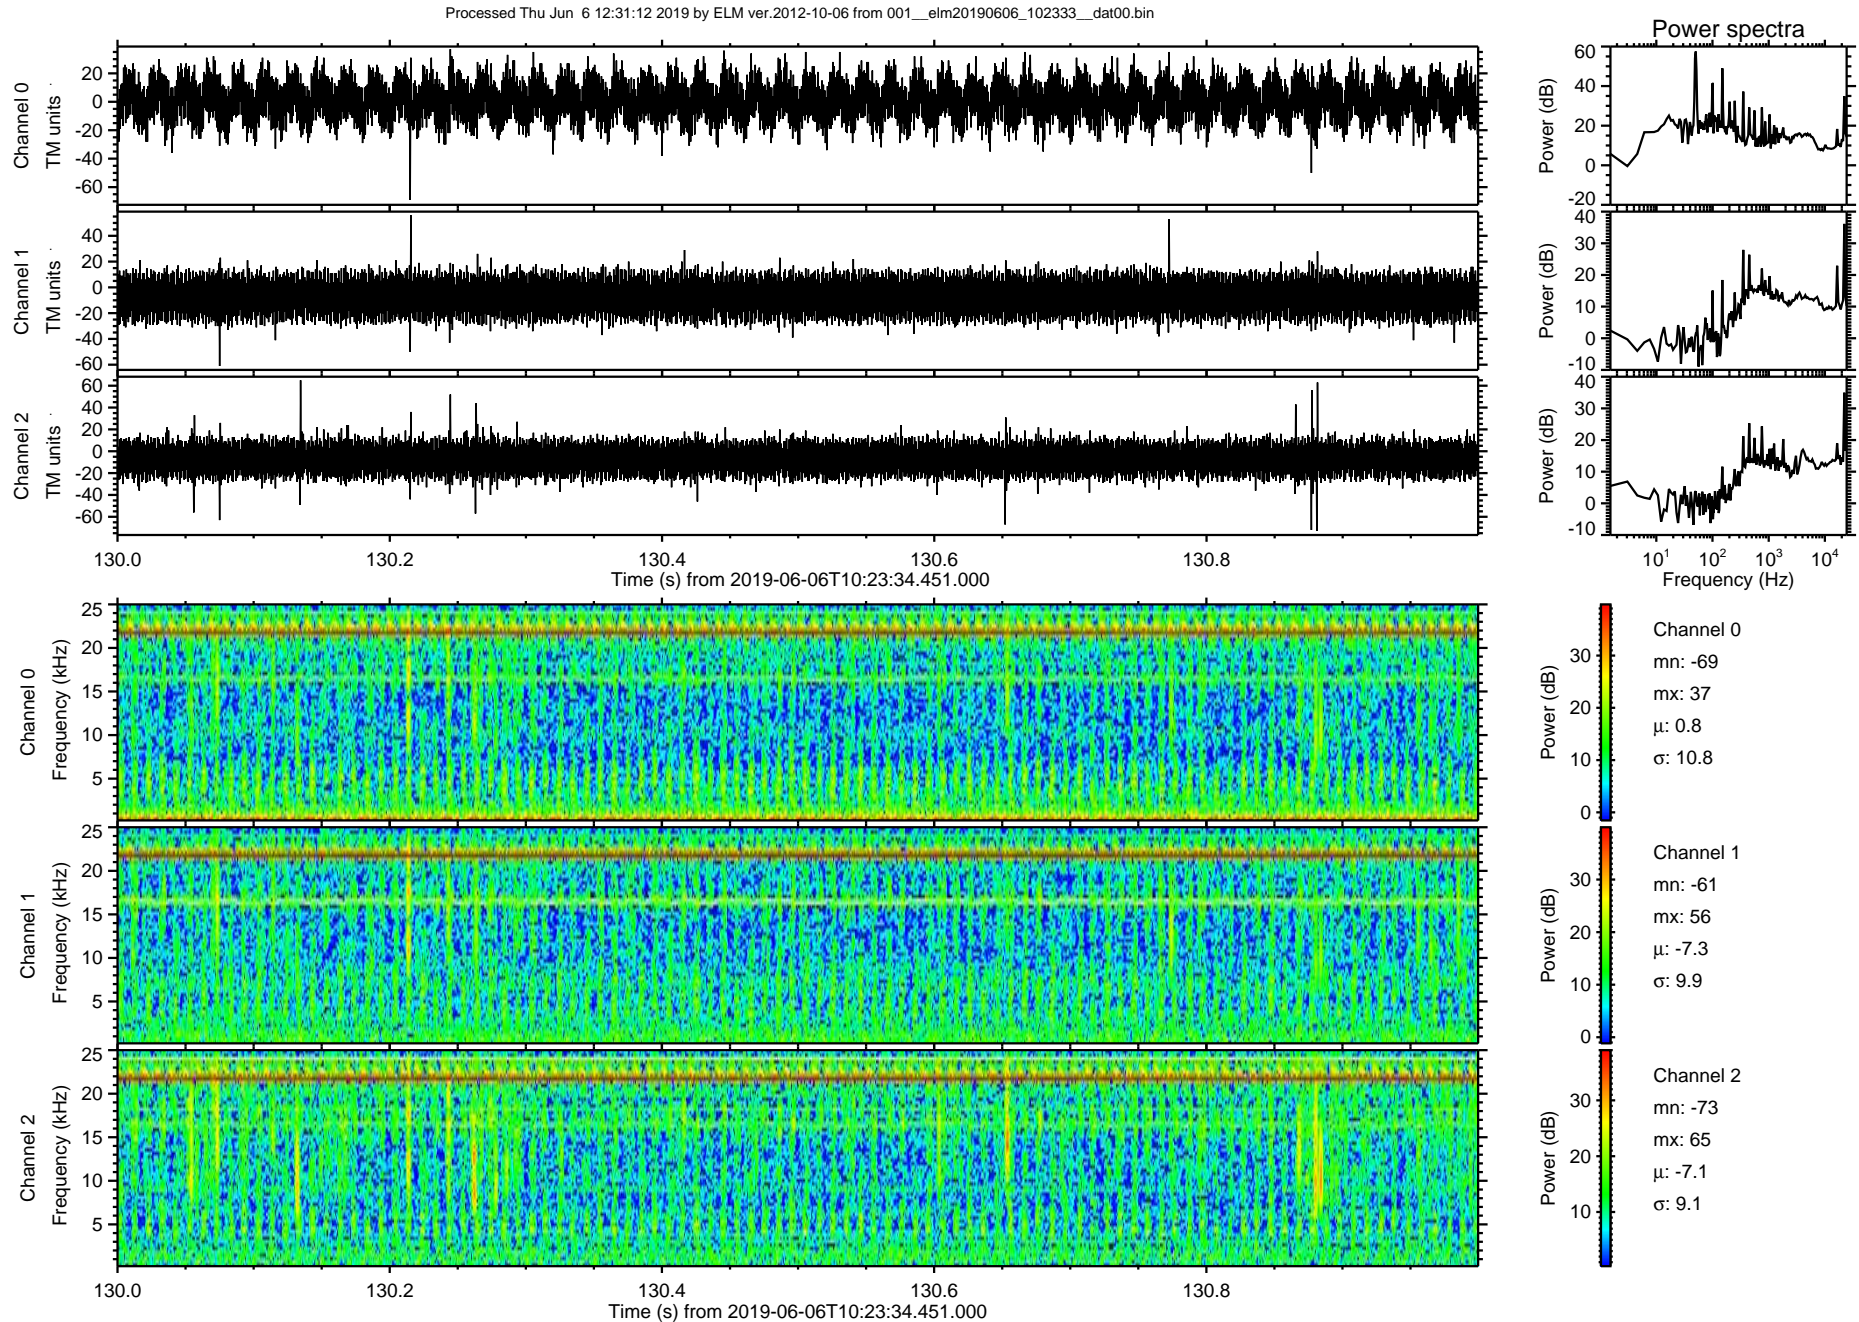 Processed Thu Jun  6 12:31:12 2019 by ELM ver.2012-10-06 from 001__elm20190606_102333__dat00.bin
Power spectra
Channel 0
TM units
20
0
-20
-40
-60
Power (dB)
60
40
20
0
-20
Channel 1
TM units
40
20
0
-20
-40
-60
Power (dB)
40
30
20
10
0
-10
Channel 2
TM units
60
40
20
0
-20
-40
-60
Power (dB)
40
30
20
10
0
-10
130.0 130.2 130.4 130.6 130.8
Time (s) from 2019-06-06T10:23:34.451.000
10¹ 10² 10³ 10⁴
Frequency (Hz)
Channel 0
Frequency (kHz)
25
20
15
10
5
Power (dB)
30
20
10
0
Channel 0
mn: -69
mx: 37
μ: 0.8
σ: 10.8
Channel 1
Frequency (kHz)
25
20
15
10
5
Power (dB)
30
20
10
0
Channel 1
mn: -61
mx: 56
μ: -7.3
σ: 9.9
Channel 2
Frequency (kHz)
25
20
15
10
5
Power (dB)
30
20
10
Channel 2
mn: -73
mx: 65
μ: -7.1
σ: 9.1
130.0 130.2 130.4 130.6 130.8
Time (s) from 2019-06-06T10:23:34.451.000